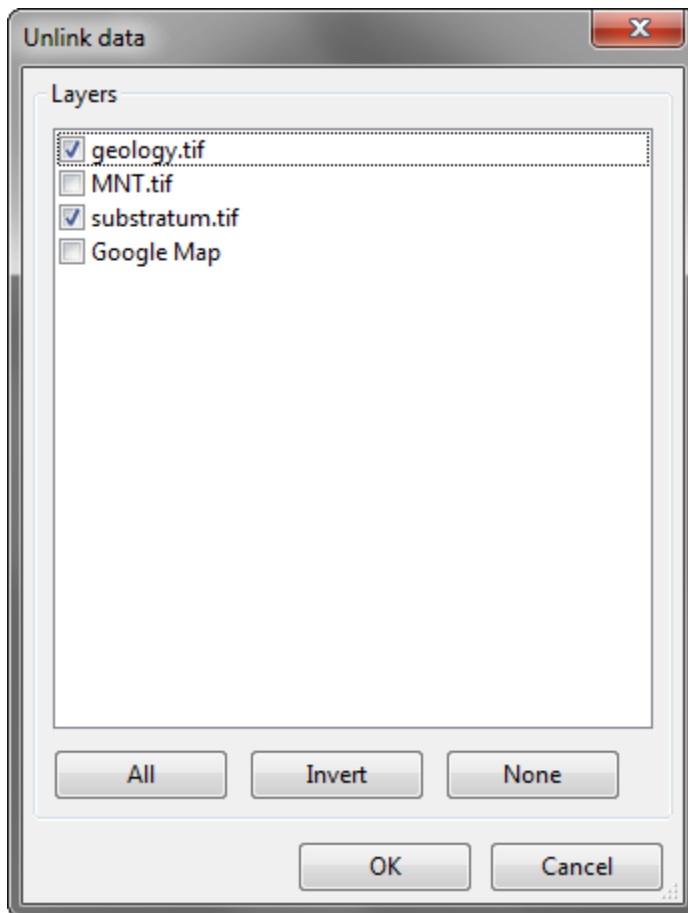 Unlink data
Layers
geology.tif
MNT.tif
substratum.tif
Google Map
All Invert None
OK Cancel